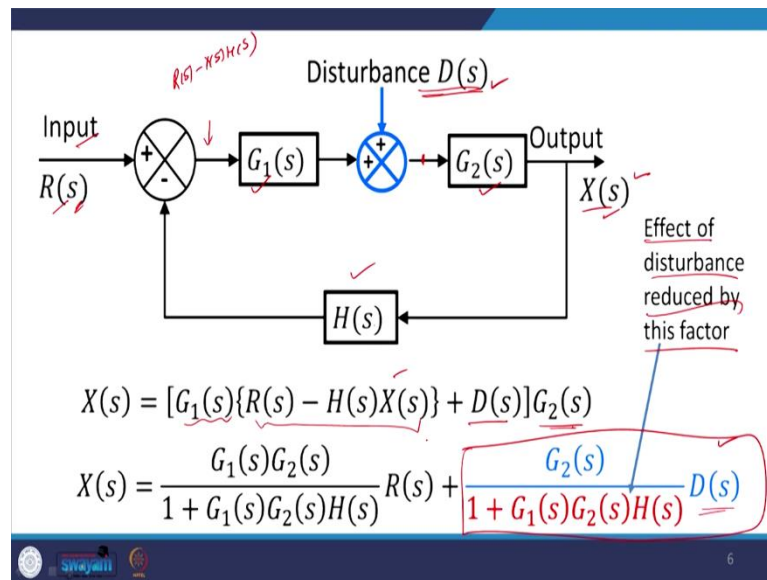 R(s)-X(s)H(s)
Disturbance D(s)
Input
R(s)
+
-
G₁(s)
+
+
G₂(s)
Output
X(s)
H(s)
Effect of
disturbance
reduced by
this factor
X(s) = [G₁(s){R(s) − H(s)X(s)} + D(s)]G₂(s)
X(s) = G₁(s)G₂(s) / 1 + G₁(s)G₂(s)H(s) R(s) + G₂(s) / 1 + G₁(s)G₂(s)H(s) D(s)
swayam
6